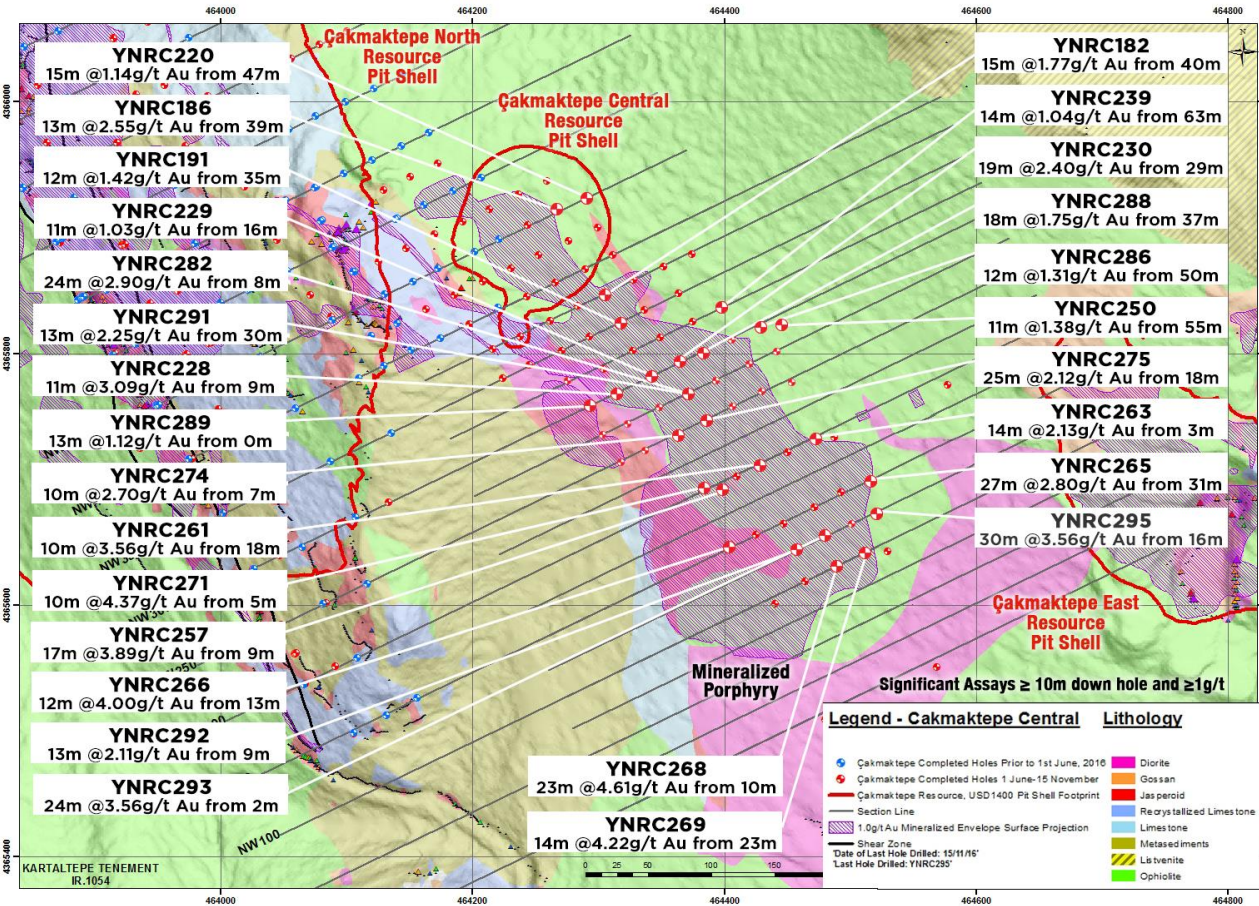 464000
464200
464400
464600
464800
4366000
4365800
4365600
4365400
Çakmaktepe North
Resource
Pit Shell
Çakmaktepe Central
Resource
Pit Shell
YNRC220
15m @1.14g/t Au from 47m
YNRC186
13m @2.55g/t Au from 39m
YNRC191
12m @1.42g/t Au from 35m
YNRC229
11m @1.03g/t Au from 16m
YNRC282
24m @2.90g/t Au from 8m
YNRC291
13m @2.25g/t Au from 30m
YNRC228
11m @3.09g/t Au from 9m
YNRC289
13m @1.12g/t Au from 0m
YNRC274
10m @2.70g/t Au from 7m
YNRC261
10m @3.56g/t Au from 18m
YNRC271
10m @4.37g/t Au from 5m
YNRC257
17m @3.89g/t Au from 9m
YNRC266
12m @4.00g/t Au from 13m
YNRC292
13m @2.11g/t Au from 9m
YNRC293
24m @3.56g/t Au from 2m
YNRC182
15m @1.77g/t Au from 40m
YNRC239
14m @1.04g/t Au from 63m
YNRC230
19m @2.40g/t Au from 29m
YNRC288
18m @1.75g/t Au from 37m
YNRC286
12m @1.31g/t Au from 50m
YNRC250
11m @1.38g/t Au from 55m
YNRC275
25m @2.12g/t Au from 18m
YNRC263
14m @2.13g/t Au from 3m
YNRC265
27m @2.80g/t Au from 31m
YNRC295
30m @3.56g/t Au from 16m
Çakmaktepe East
Resource
Pit Shell
Mineralized
Porphyry
Significant Assays ≥ 10m down hole and ≥1g/t
YNRC268
23m @4.61g/t Au from 10m
YNRC269
14m @4.22g/t Au from 23m
NW100
KARTALTEPE TENEMENT
IR.1054
0 25 50 100 150
Legend - Cakmaktepe Central
Çakmaktepe Completed Holes Prior to 1st June, 2016
Çakmaktepe Completed Holes 1 June-15 November
Çakmaktepe Resource, USD1400 Pit Shell Footprint
Section Line
1.0g/t Au Mineralized Envelope Surface Projection
Shear Zone
'Date of Last Hole Drilled: 15/11/16'
'Last Hole Drilled: YNRC295'
Lithology
Diorite
Gossan
Jasperoid
Recrystallized Limestone
Limestone
Metasediments
Listvenite
Ophiolite
464000
464200
464400
464600
464800